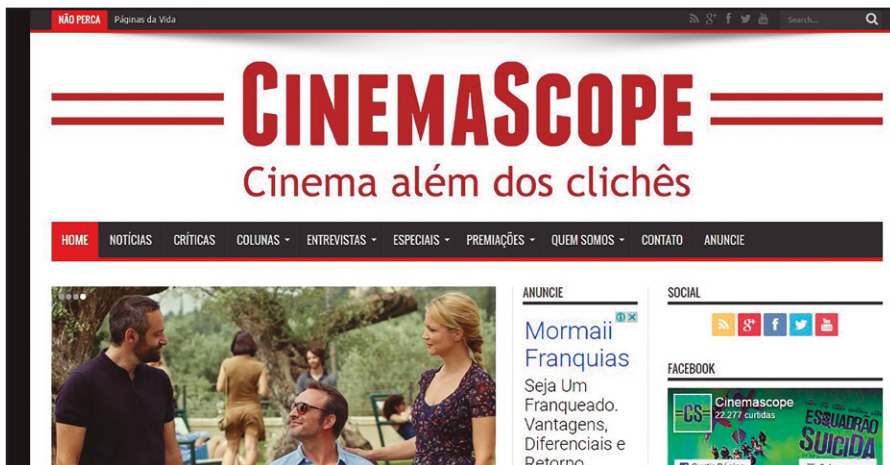 NÃO PERCA Páginas da Vida Search...
CINEMASCOPE
Cinema além dos clichês
HOME NOTÍCIAS CRÍTICAS COLUNAS ENTREVISTAS ESPECIAIS PREMIAÇÕES QUEM SOMOS CONTATO ANUNCIE
ANUNCIE
Mormaii
Franquias
Seja Um
Franqueado.
Vantagens,
Diferenciais e
Retorno
SOCIAL
FACEBOOK
CS
Cinemascope
22.277 curtidas
ESQUADRÃO
SUICIDA